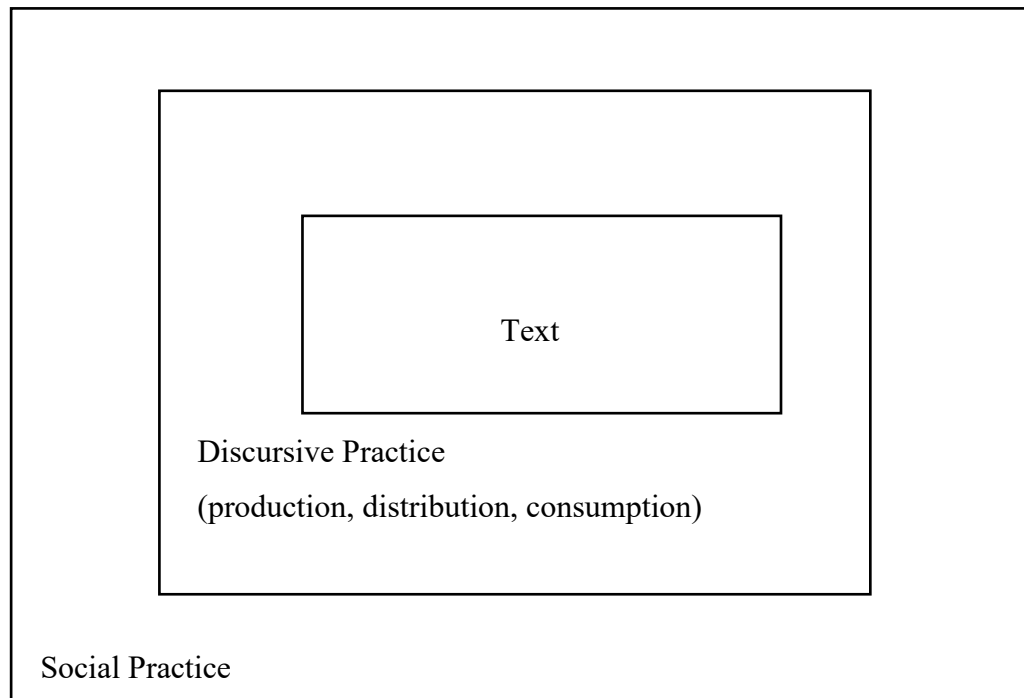 Text
Discursive Practice
(production, distribution, consumption)
Social Practice